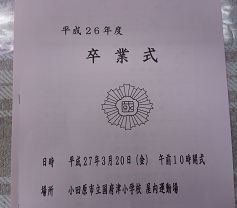 平成26年度
卒業式
國
日時 平成27年3月20日(金) 午前10時開式
場所 小田原市立国府津小学校 屋内運動場